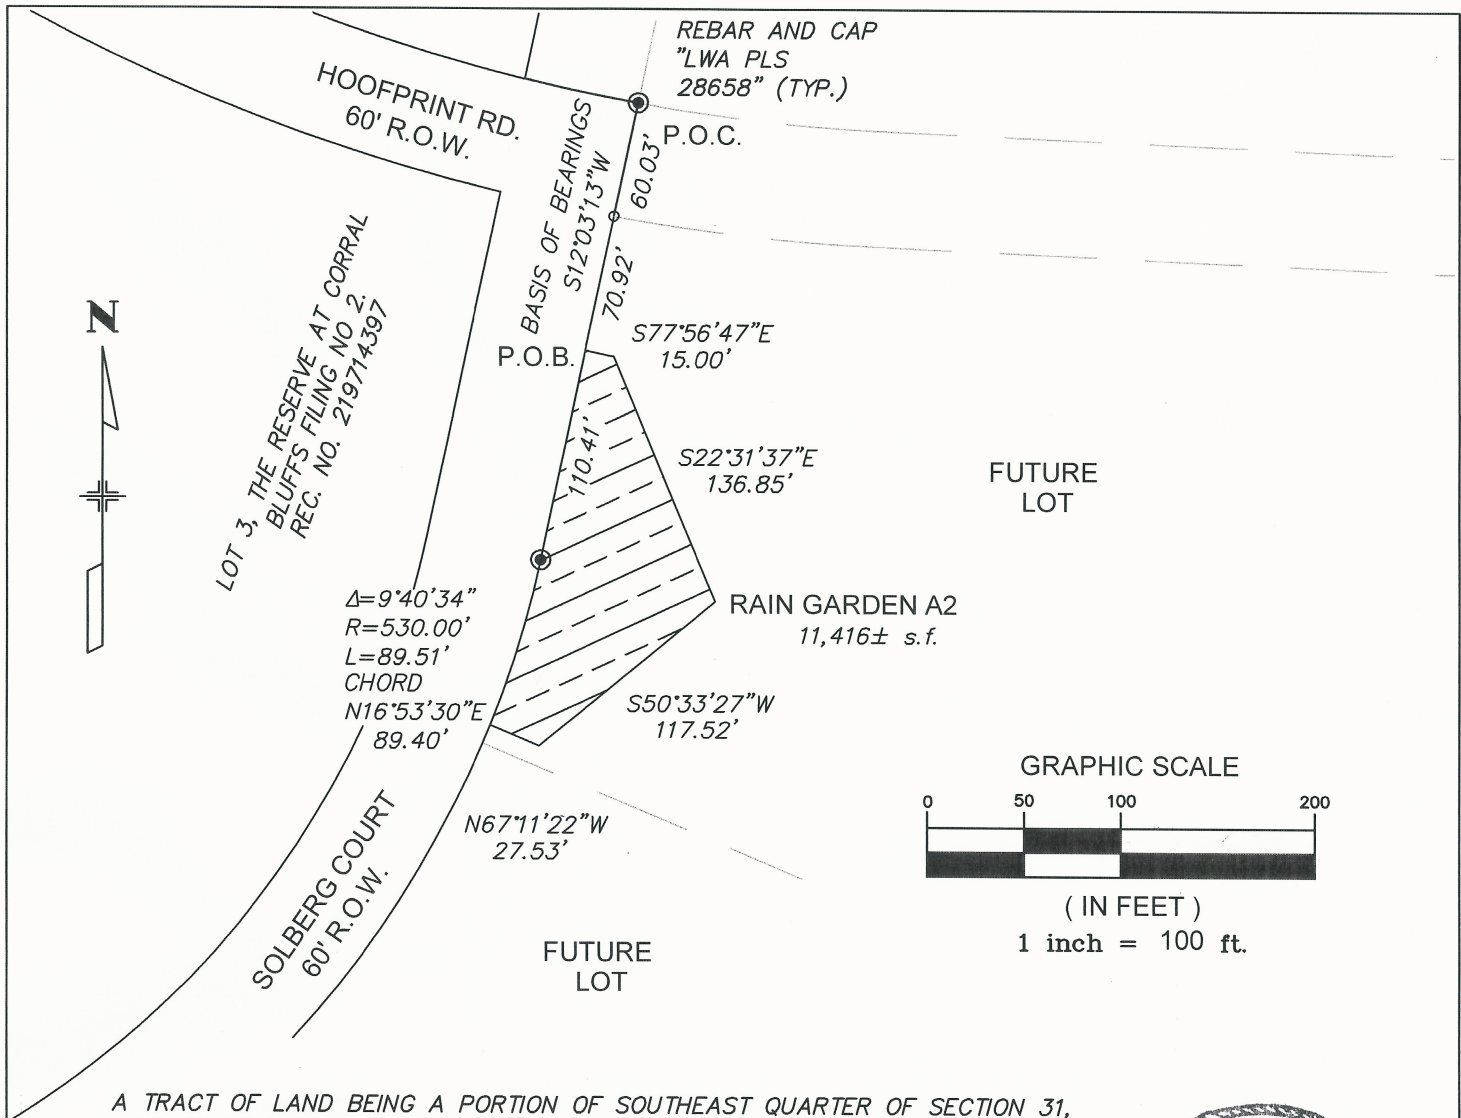 REBAR AND CAP
"LWA PLS
28658" (TYP.)
HOOFPRINT RD.
60' R.O.W.
P.O.C.
BASIS OF BEARINGS
S12°03'13"W
60.03'
70.92'
LOT 3, THE RESERVE AT CORRAL
BLUFFS FILING NO 2.
REC. NO. 219714397
N
S77°56'47"E
15.00'
P.O.B.
110.41'
S22°31'37"E
136.85'
FUTURE
LOT
Δ=9°40'34"
R=530.00'
L=89.51'
CHORD
N16°53'30"E
89.40'
RAIN GARDEN A2
11,416± s.f.
S50°33'27"W
117.52'
N67°11'22"W
27.53'
SOLBERG COURT
60' R.O.W.
FUTURE
LOT
GRAPHIC SCALE
0 50 100 200
( IN FEET )
1 inch = 100 ft.
A TRACT OF LAND BEING A PORTION OF SOUTHEAST QUARTER OF SECTION 31,